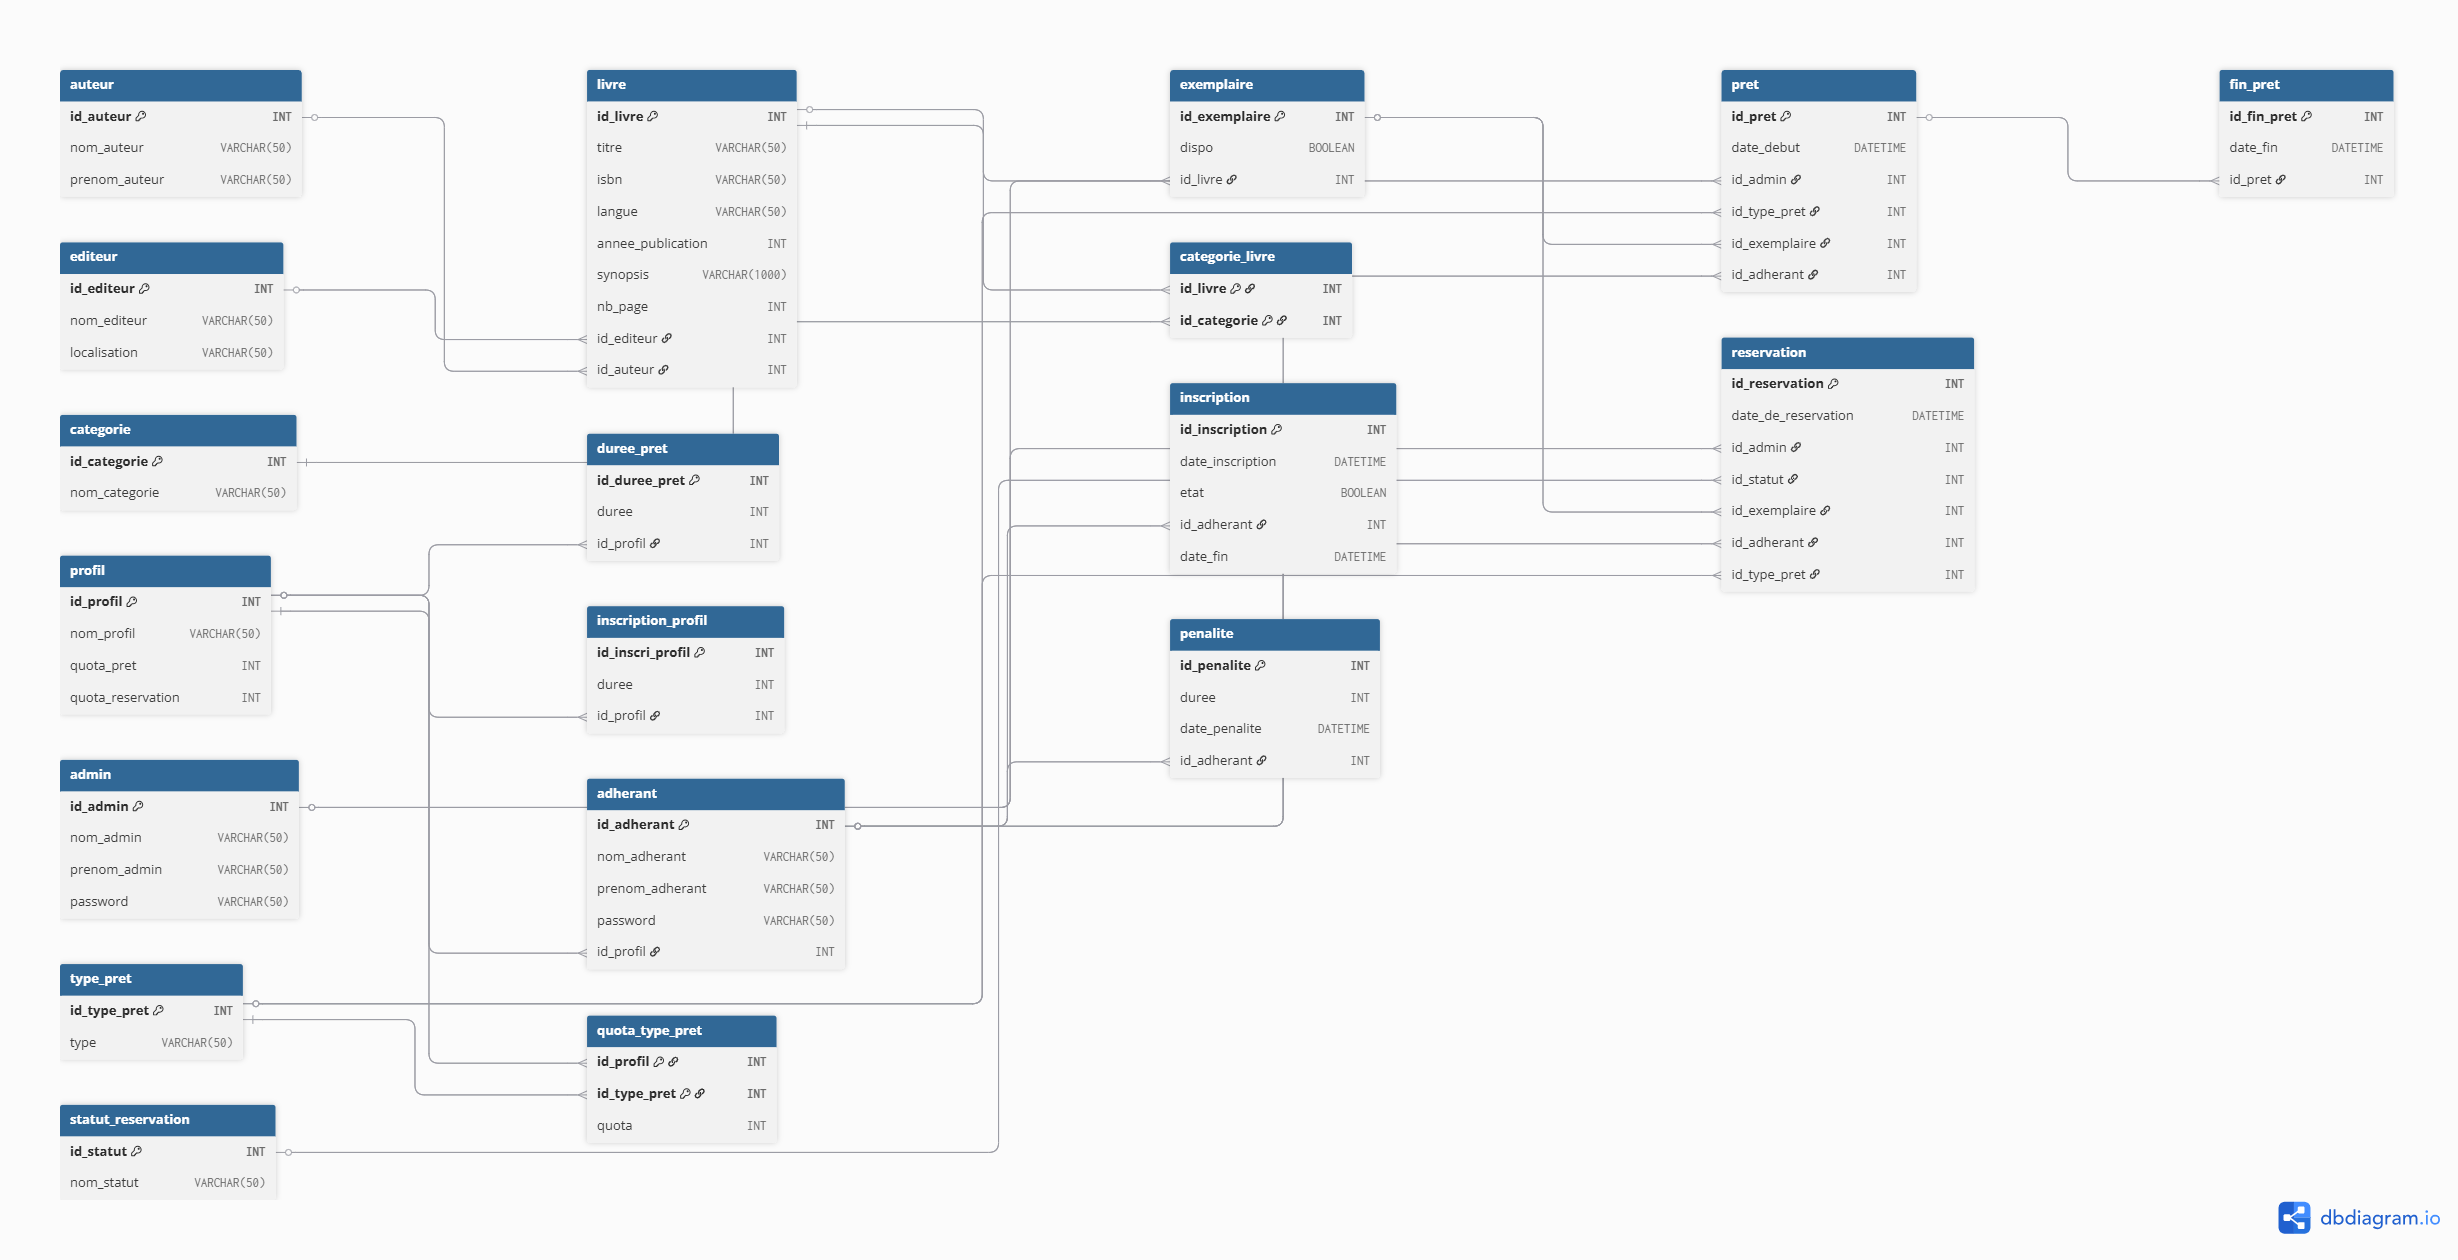 auteur
id_auteur INT
nom_auteur VARCHAR(50)
prenom_auteur VARCHAR(50)
editeur
id_editeur INT
nom_editeur VARCHAR(50)
localisation VARCHAR(50)
categorie
id_categorie INT
nom_categorie VARCHAR(50)
profil
id_profil INT
nom_profil VARCHAR(50)
quota_pret INT
quota_reservation INT
admin
id_admin INT
nom_admin VARCHAR(50)
prenom_admin VARCHAR(50)
password VARCHAR(50)
type_pret
id_type_pret INT
type VARCHAR(50)
statut_reservation
id_statut INT
nom_statut VARCHAR(50)
livre
id_livre INT
titre VARCHAR(50)
isbn VARCHAR(50)
langue VARCHAR(50)
annee_publication INT
synopsis VARCHAR(1000)
nb_page INT
id_editeur INT
id_auteur INT
duree_pret
id_duree_pret INT
duree INT
id_profil INT
inscription_profil
id_inscri_profil INT
duree INT
id_profil INT
adherant
id_adherant INT
nom_adherant VARCHAR(50)
prenom_adherant VARCHAR(50)
password VARCHAR(50)
id_profil INT
quota_type_pret
id_profil INT
id_type_pret INT
quota INT
exemplaire
id_exemplaire INT
dispo BOOLEAN
id_livre INT
categorie_livre
id_livre INT
id_categorie INT
inscription
id_inscription INT
date_inscription DATETIME
etat BOOLEAN
id_adherant INT
date_fin DATETIME
penalite
id_penalite INT
duree INT
date_penalite DATETIME
id_adherant INT
pret
id_pret INT
date_debut DATETIME
id_admin INT
id_type_pret INT
id_exemplaire INT
id_adherant INT
reservation
id_reservation INT
date_de_reservation DATETIME
id_admin INT
id_statut INT
id_exemplaire INT
id_adherant INT
id_type_pret INT
fin_pret
id_fin_pret INT
date_fin DATETIME
id_pret INT
dbdiagram.io